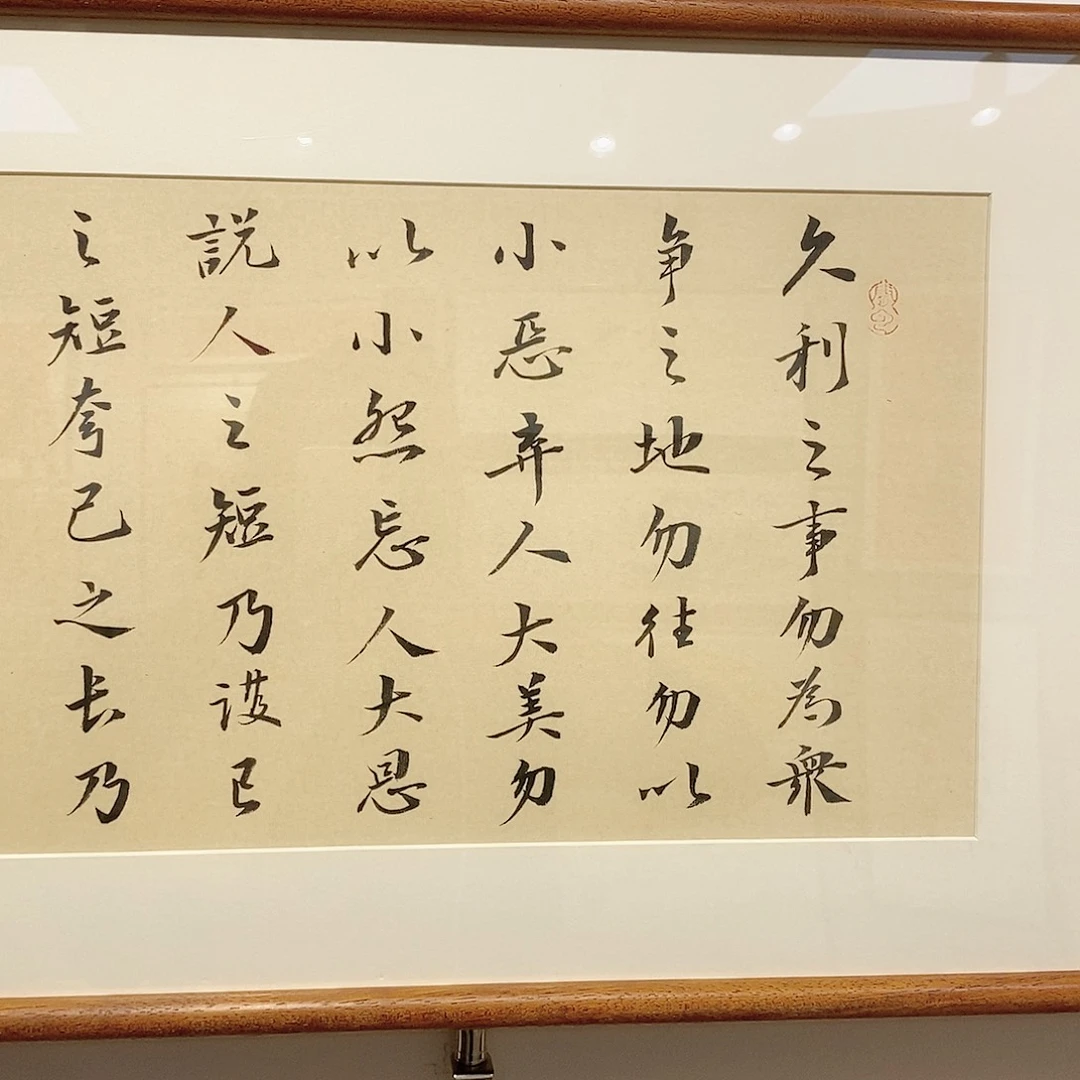 久利之事勿為衆
争之地勿往勿以
小惡弃人大美勿
以小怨忘人大恩
説人之短乃護己
之短夸己之长乃